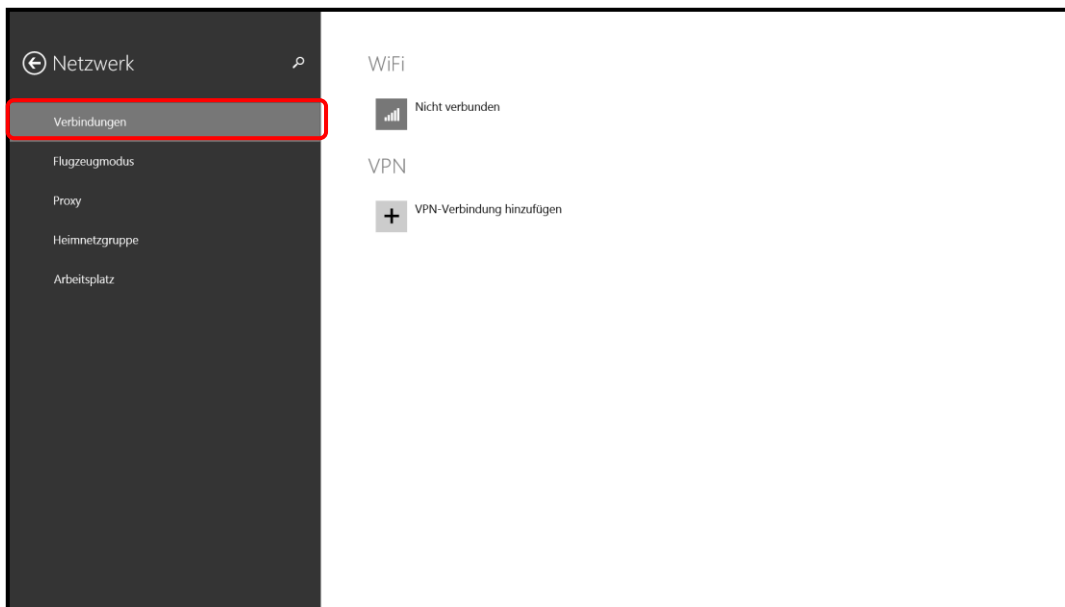 Netzwerk
Verbindungen
Flugzeugmodus
Proxy
Heimnetzgruppe
Arbeitsplatz
WiFi
Nicht verbunden
VPN
VPN-Verbindung hinzufügen